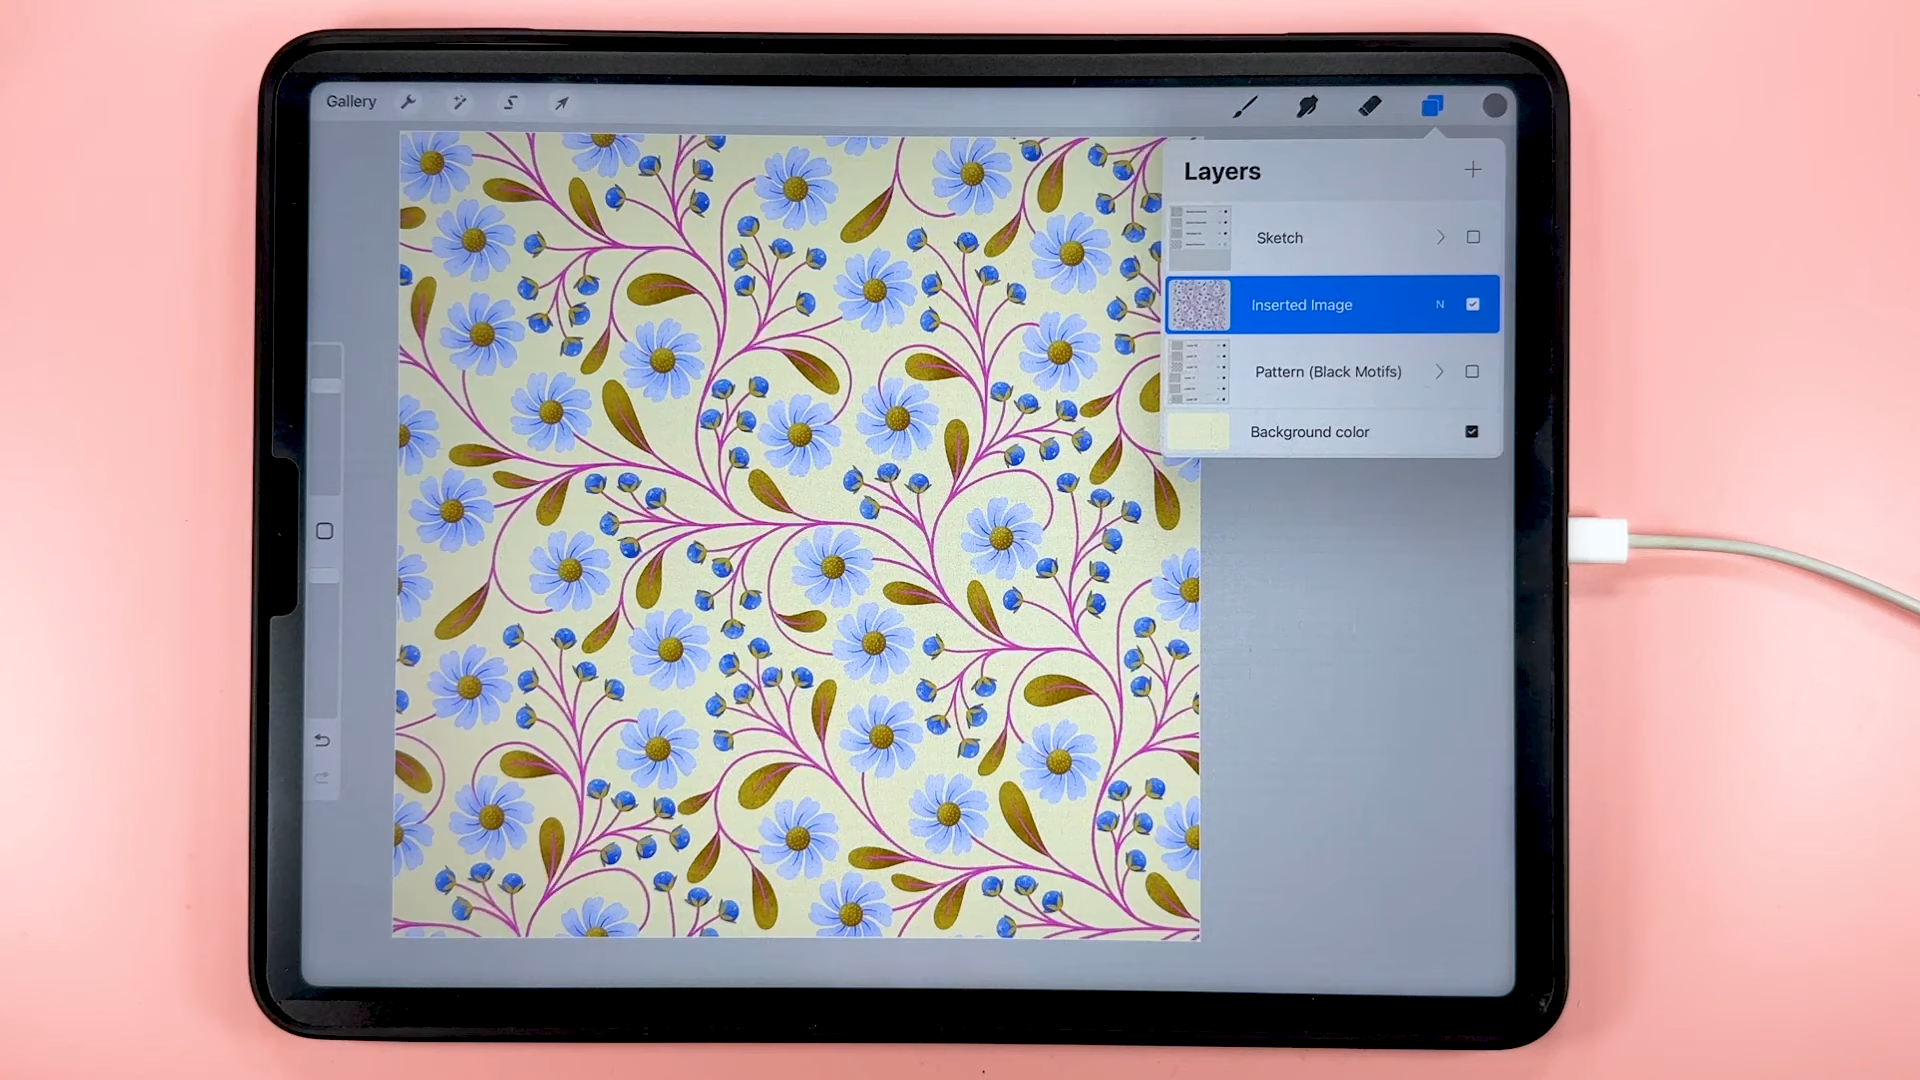 Gallery
Layers
Sketch
Inserted Image N
Pattern (Black Motifs)
Background color